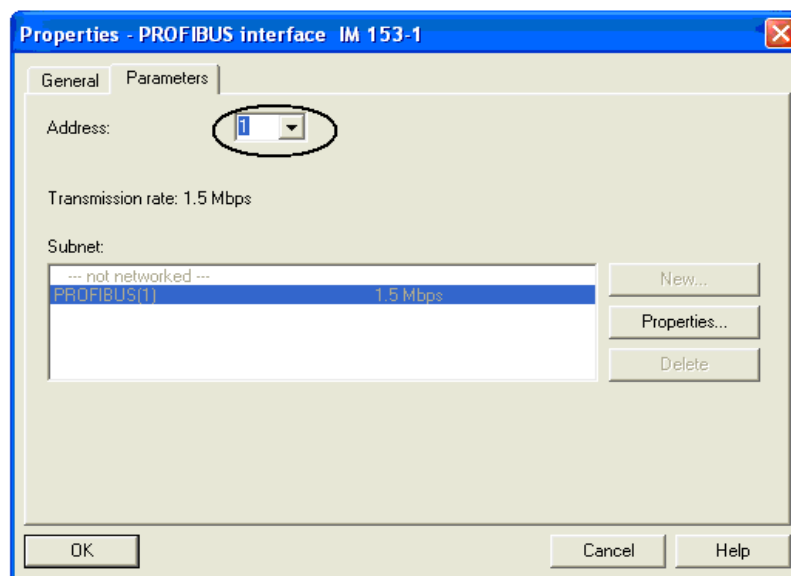 Properties - PROFIBUS interface IM 153-1
General Parameters
Address: 1
Transmission rate: 1.5 Mbps
Subnet:
--- not networked ---
PROFIBUS(1) 1.5 Mbps
New...
Properties...
Delete
OK Cancel Help